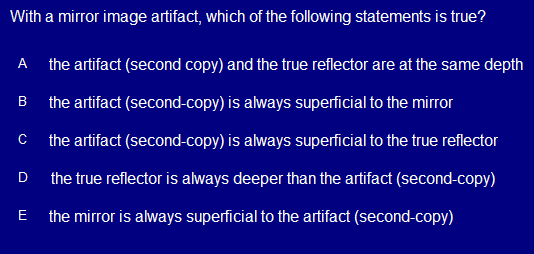 With a mirror image artifact, which of the following statements is true?
A the artifact (second copy) and the true reflector are at the same depth
B the artifact (second-copy) is always superficial to the mirror
C the artifact (second-copy) is always superficial to the true reflector
D the true reflector is always deeper than the artifact (second-copy)
E the mirror is always superficial to the artifact (second-copy)